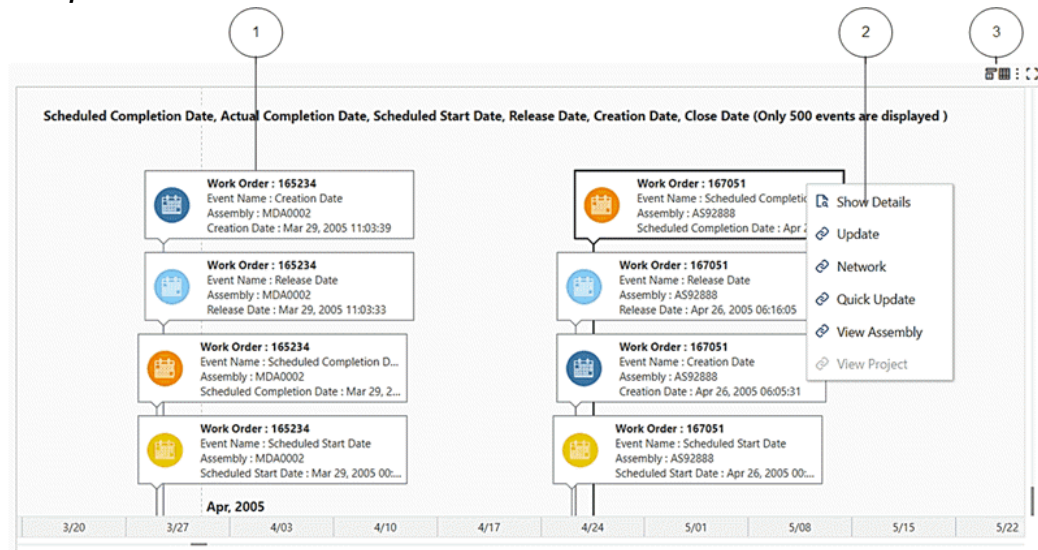 1
2
3
Scheduled Completion Date, Actual Completion Date, Scheduled Start Date, Release Date, Creation Date, Close Date (Only 500 events are displayed )
Work Order : 165234
Event Name : Creation Date
Assembly : MDA0002
Creation Date : Mar 29, 2005 11:03:39
Work Order : 165234
Event Name : Release Date
Assembly : MDA0002
Release Date : Mar 29, 2005 11:03:33
Work Order : 165234
Event Name : Scheduled Completion D...
Assembly : MDA0002
Scheduled Completion Date : Mar 29, 2...
Work Order : 165234
Event Name : Scheduled Start Date
Assembly : MDA0002
Scheduled Start Date : Mar 29, 2005 00:...
Work Order : 167051
Event Name : Scheduled Completic
Assembly : AS92888
Scheduled Completion Date : Apr 2
Work Order : 167051
Event Name : Release Date
Assembly : AS92888
Release Date : Apr 26, 2005 06:16:05
Work Order : 167051
Event Name : Creation Date
Assembly : AS92888
Creation Date : Apr 26, 2005 06:05:31
Work Order : 167051
Event Name : Scheduled Start Date
Assembly : AS92888
Scheduled Start Date : Apr 26, 2005 00:...
Show Details
Update
Network
Quick Update
View Assembly
View Project
Apr, 2005
3/20 3/27 4/03 4/10 4/17 4/24 5/01 5/08 5/15 5/22